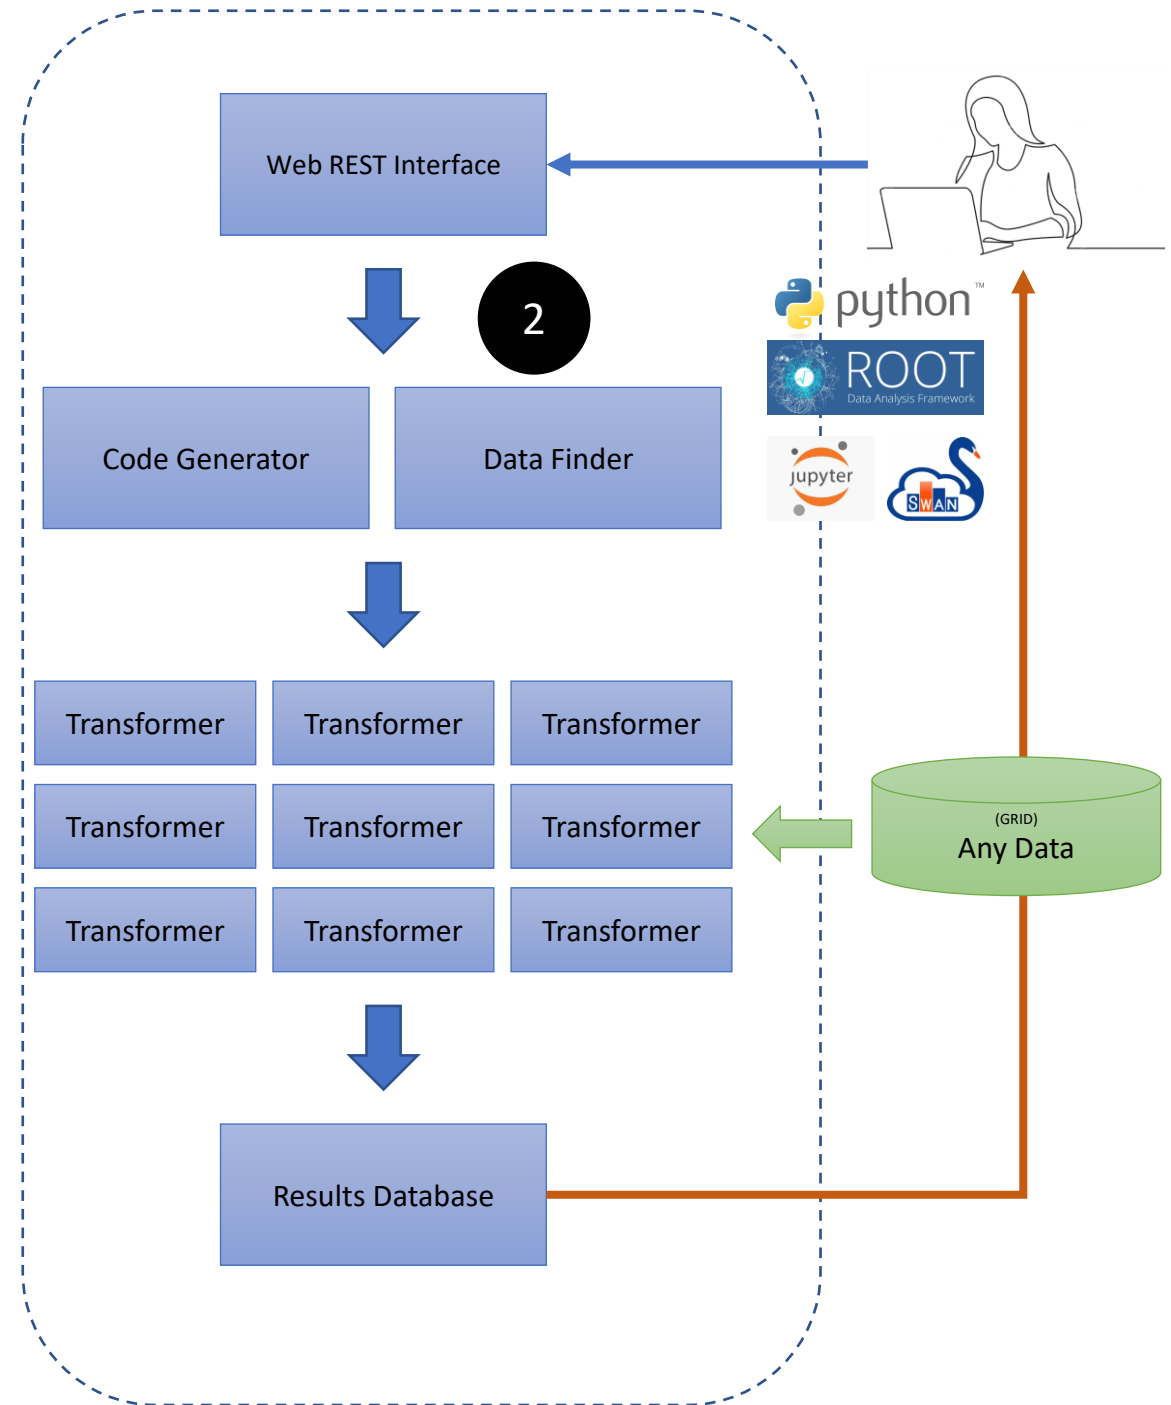 Web REST Interface
2
python™
ROOT
Data Analysis Framework
Code Generator
Data Finder
jupyter
SWAN
Transformer
Transformer
Transformer
Transformer
Transformer
Transformer
(GRID)
Any Data
Transformer
Transformer
Transformer
Results Database